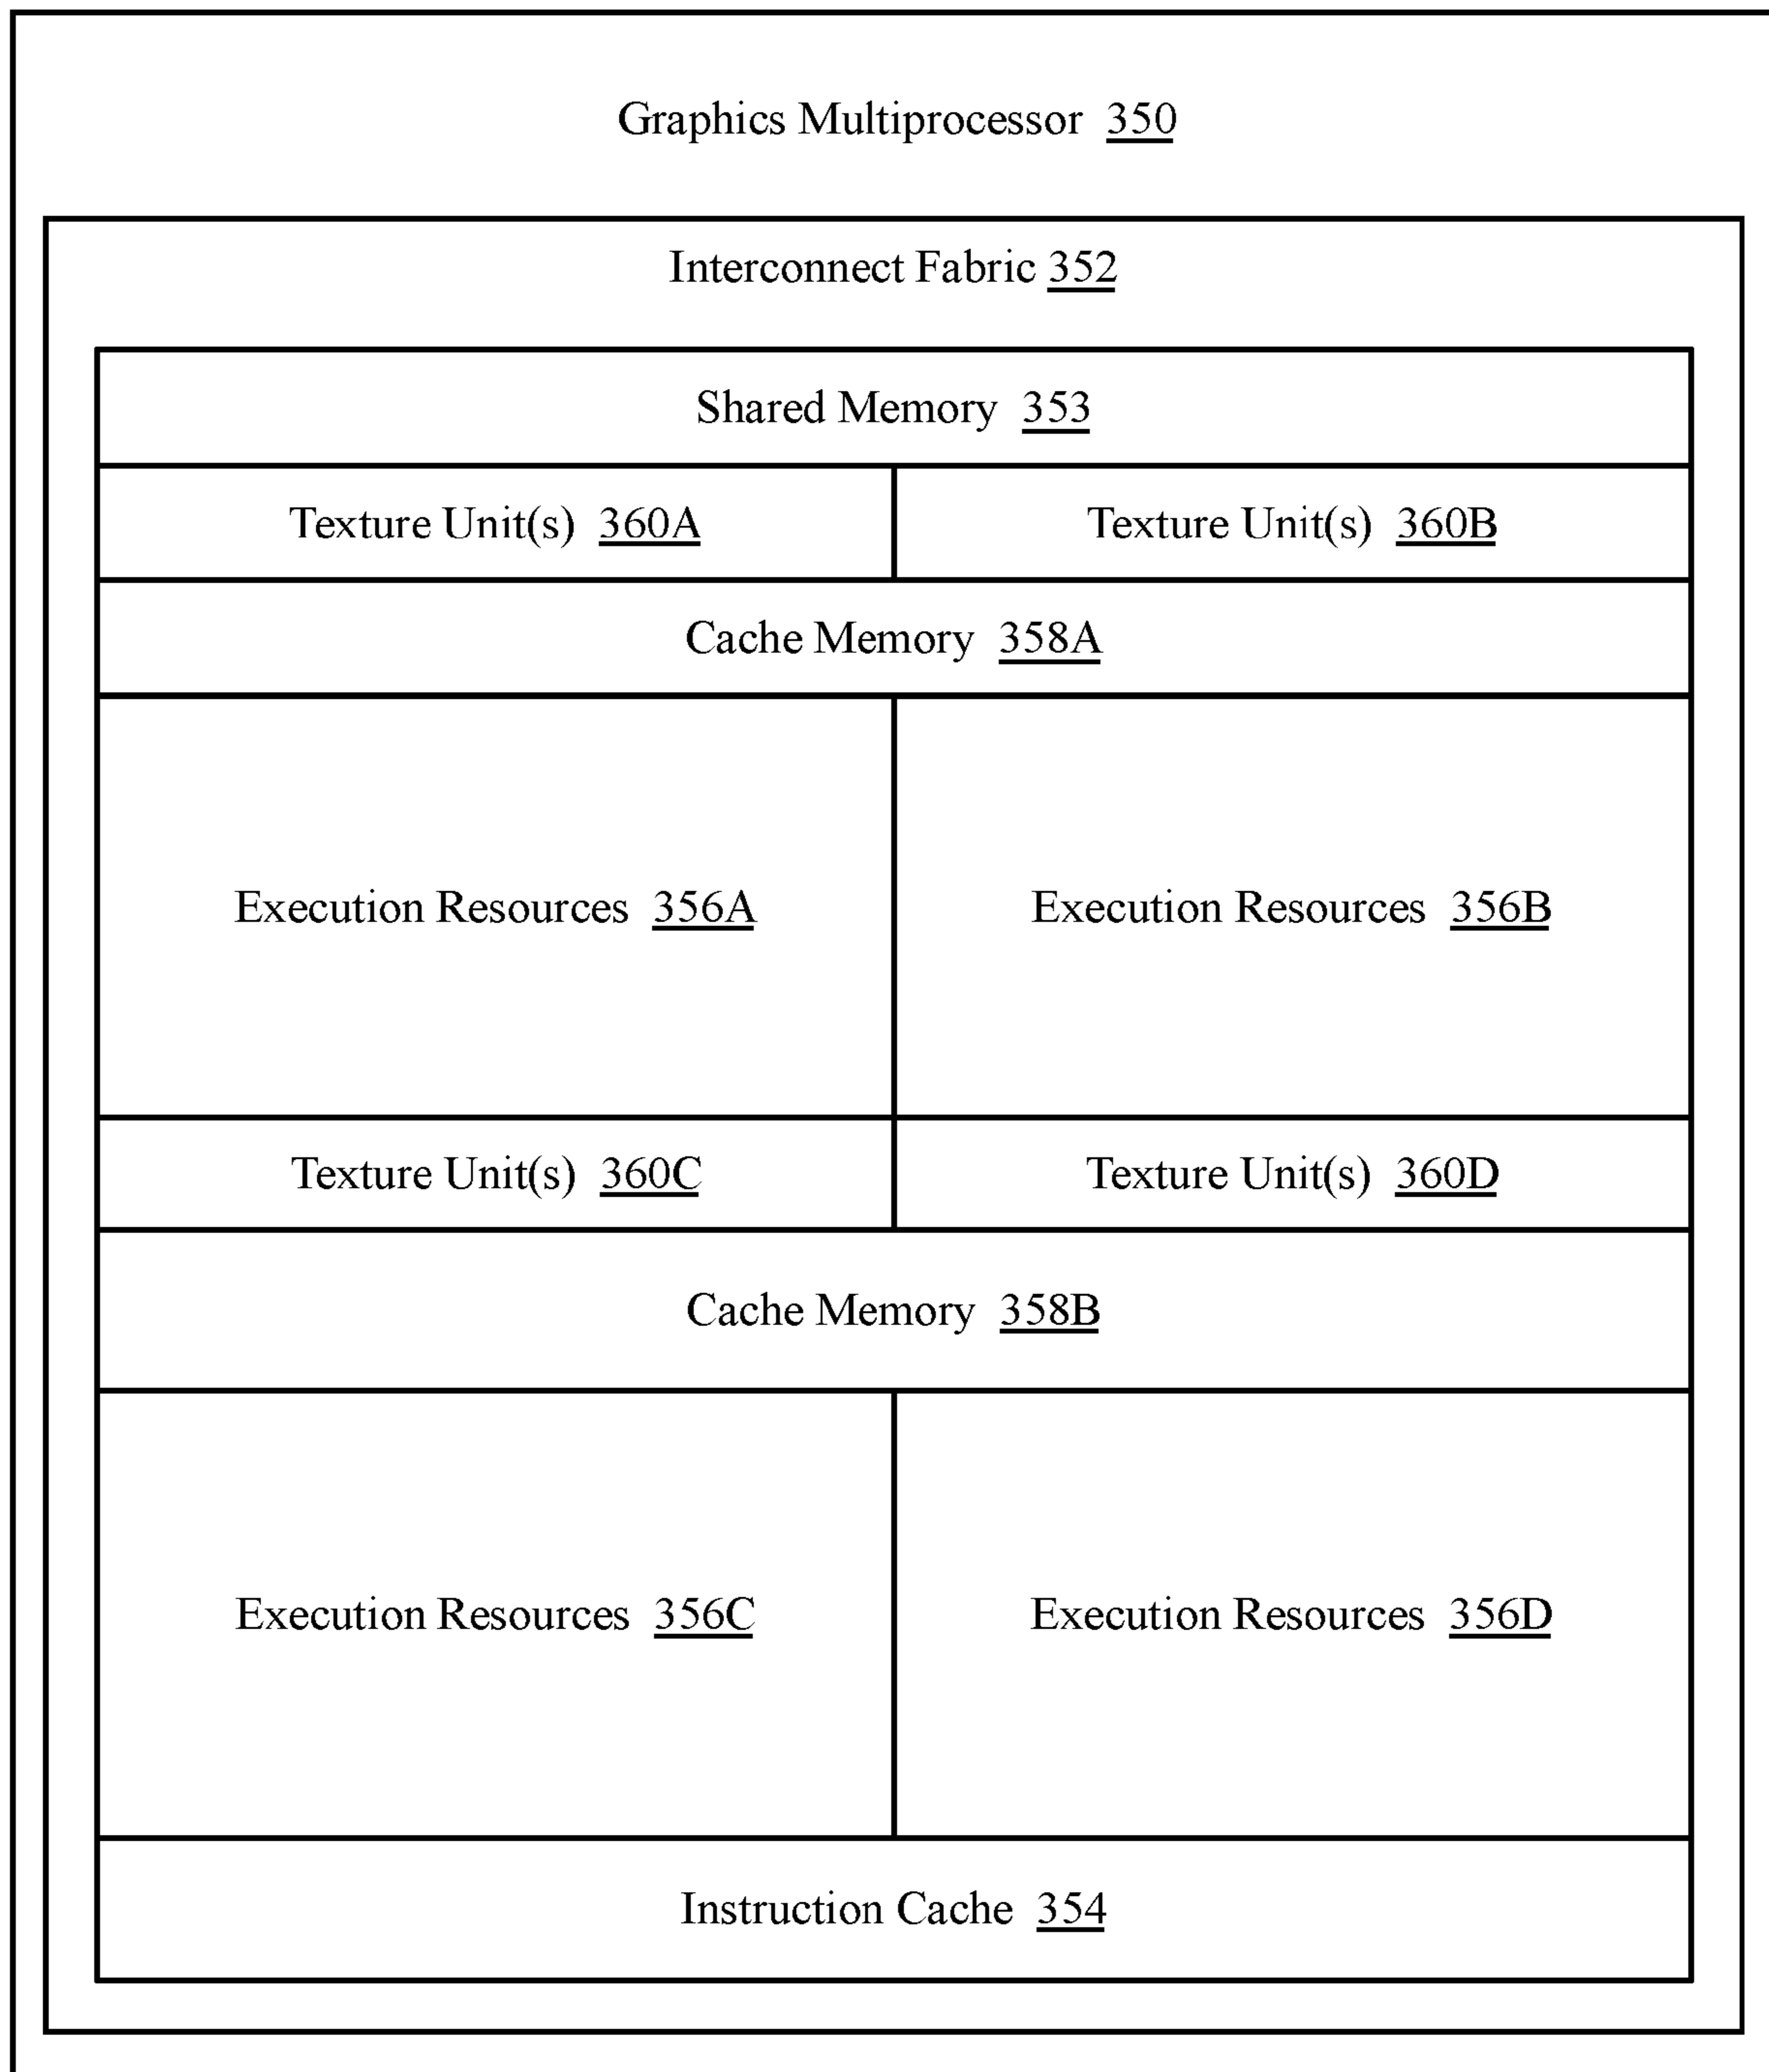 Graphics Multiprocessor 350
Interconnect Fabric 352
Shared Memory 353
Texture Unit(s) 360A
Texture Unit(s) 360B
Cache Memory 358A
Execution Resources 356A
Execution Resources 356B
Texture Unit(s) 360C
Texture Unit(s) 360D
Cache Memory 358B
Execution Resources 356C
Execution Resources 356D
Instruction Cache 354